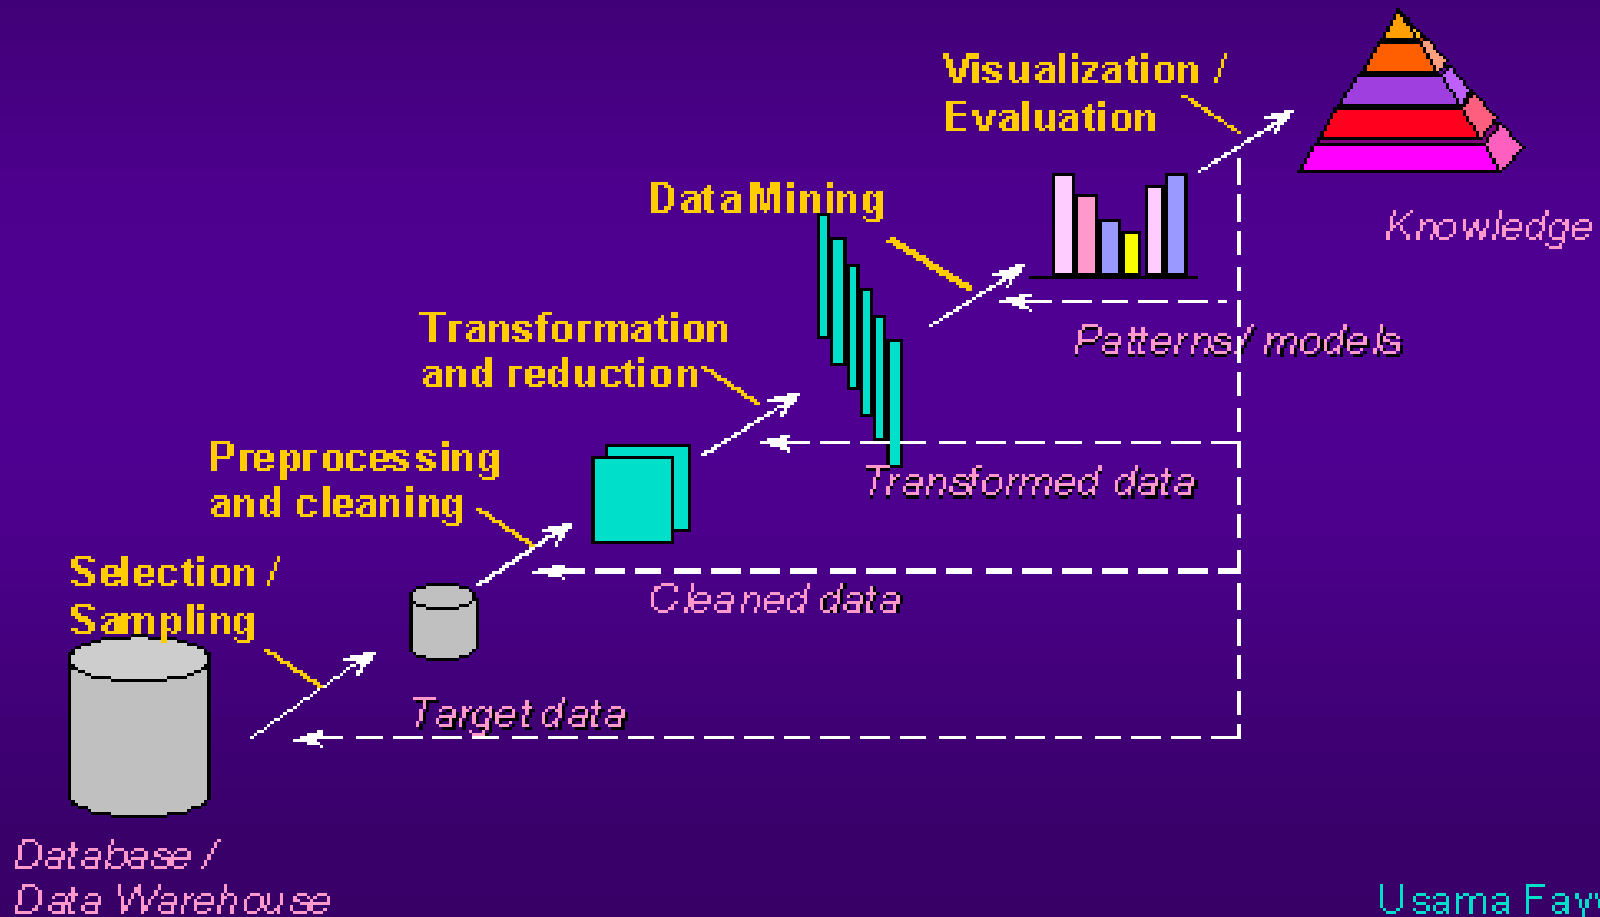 Visualization /
Evaluation
Knowledge
Data Mining
Patterns / models
Transformation
and reduction
Transformed data
Preprocessing
and cleaning
Cleaned data
Selection /
Sampling
Target data
Database /
Data Warehouse
Usama